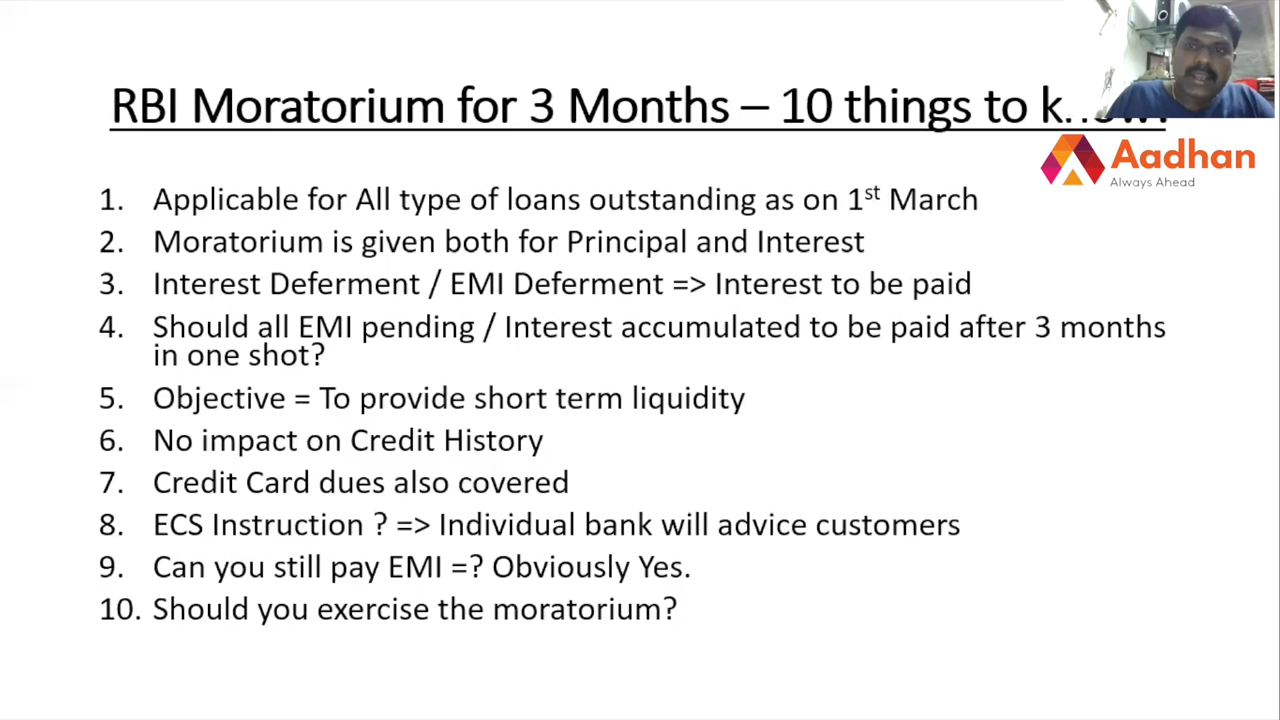 RBI Moratorium for 3 Months – 10 things to
Aadhan
Always Ahead
1. Applicable for All type of loans outstanding as on 1st March
2. Moratorium is given both for Principal and Interest
3. Interest Deferment / EMI Deferment => Interest to be paid
4. Should all EMI pending / Interest accumulated to be paid after 3 months
in one shot?
5. Objective = To provide short term liquidity
6. No impact on Credit History
7. Credit Card dues also covered
8. ECS Instruction ? => Individual bank will advice customers
9. Can you still pay EMI =? Obviously Yes.
10. Should you exercise the moratorium?